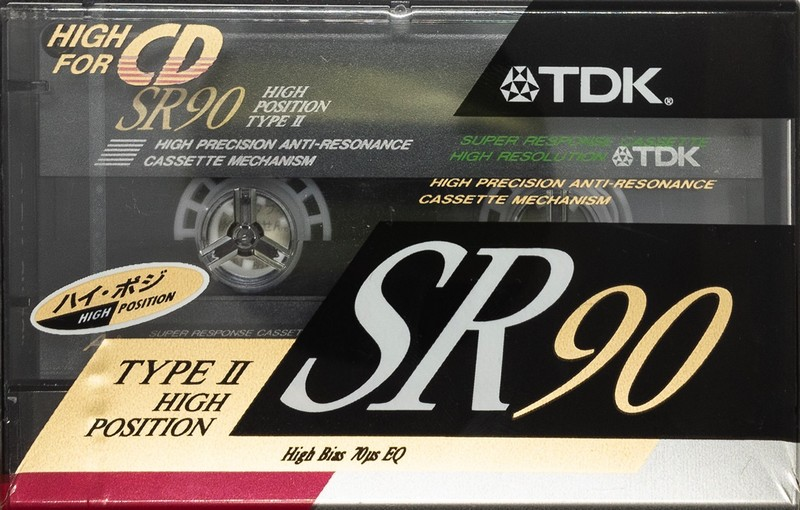 HIGH
FOR CD
SR90
HIGH
POSITION
TYPE II
HIGH PRECISION ANTI-RESONANCE
CASSETTE MECHANISM
TDK®
SUPER RESPONSE CASSETTE
HIGH RESOLUTION TDK
HIGH PRECISION ANTI-RESONANCE
CASSETTE MECHANISM
ハイ・ポジ
HIGH POSITION
SUPER RESPONSE CASSET
SR90
TYPE II
HIGH
POSITION
High Bias 70µs EQ